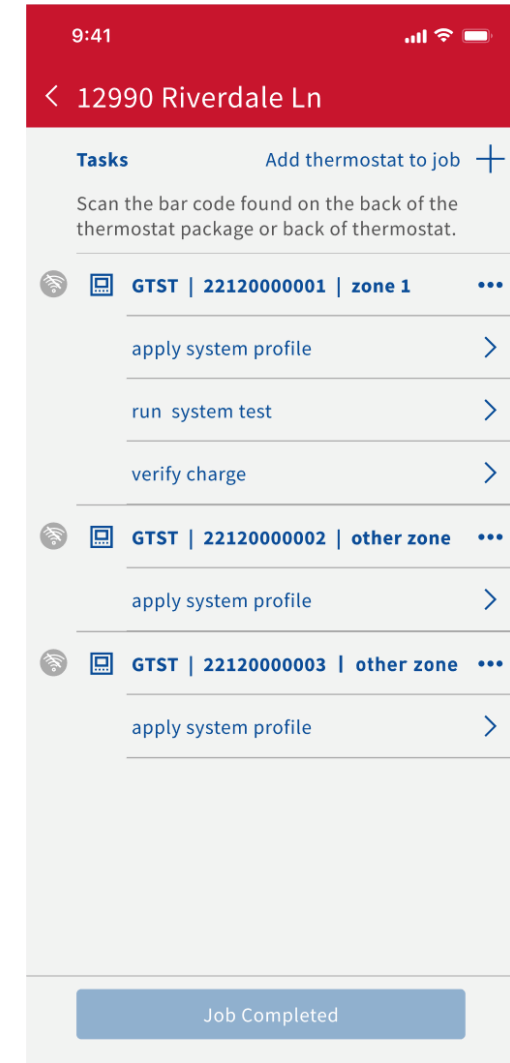 9:41
12990 Riverdale Ln
Tasks Add thermostat to job
Scan the bar code found on the back of the
thermostat package or back of thermostat.
GTST | 22120000001 | zone 1
apply system profile
run system test
verify charge
GTST | 22120000002 | other zone
apply system profile
GTST | 22120000003 | other zone
apply system profile
Job Completed